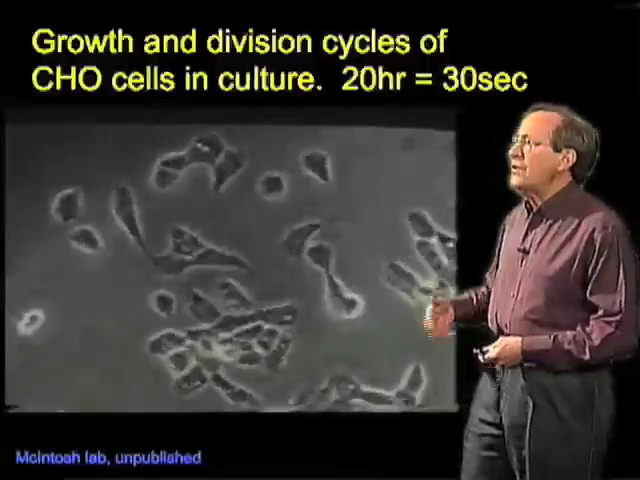 Growth and division cycles of
CHO cells in culture.  20hr = 30sec
McIntosh lab, unpublished